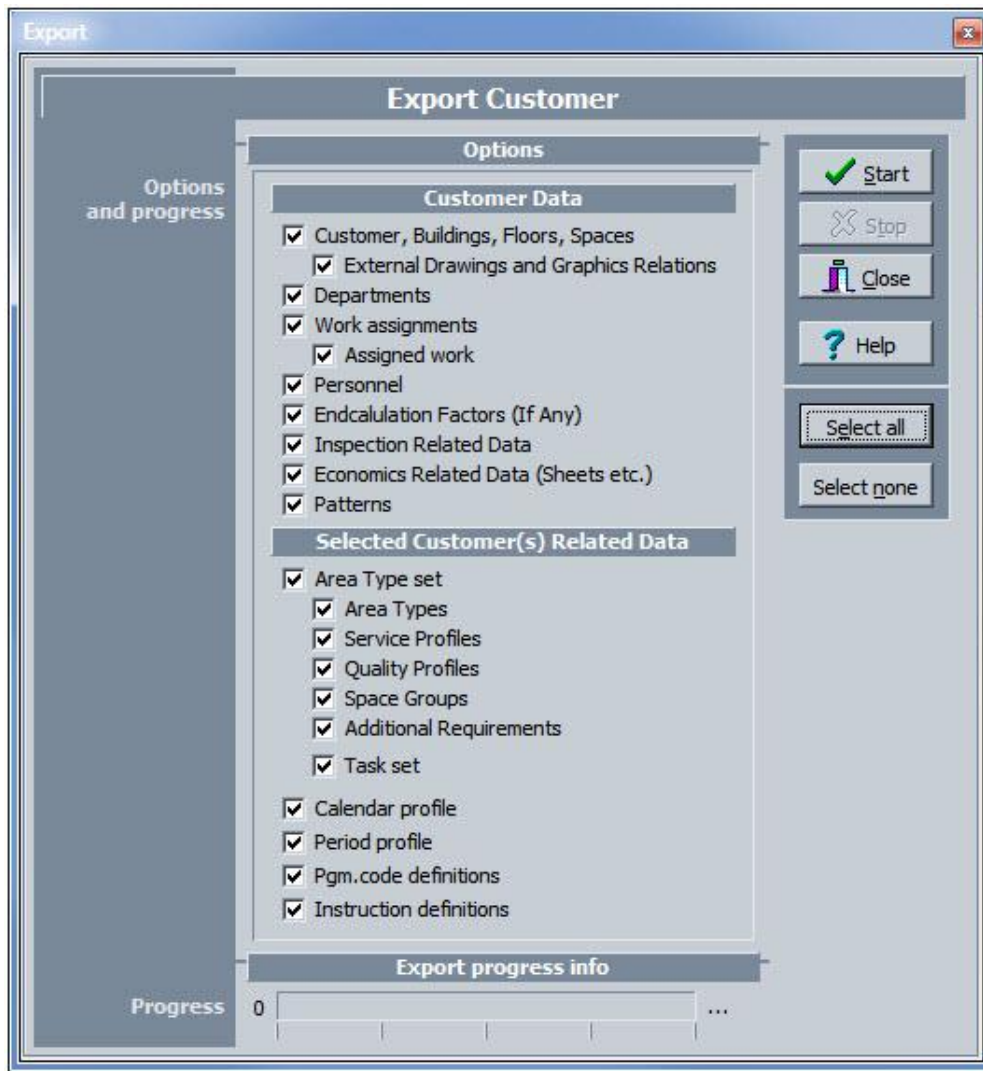 Export
Export Customer
Options
and progress
Options
Customer Data
Customer, Buildings, Floors, Spaces
External Drawings and Graphics Relations
Departments
Work assignments
Assigned work
Personnel
Endcalulation Factors (If Any)
Inspection Related Data
Economics Related Data (Sheets etc.)
Patterns
Selected Customer(s) Related Data
Area Type set
Area Types
Service Profiles
Quality Profiles
Space Groups
Additional Requirements
Task set
Calendar profile
Period profile
Pgm.code definitions
Instruction definitions
Start
Stop
Close
Help
Select all
Select none
Export progress info
Progress
0
...